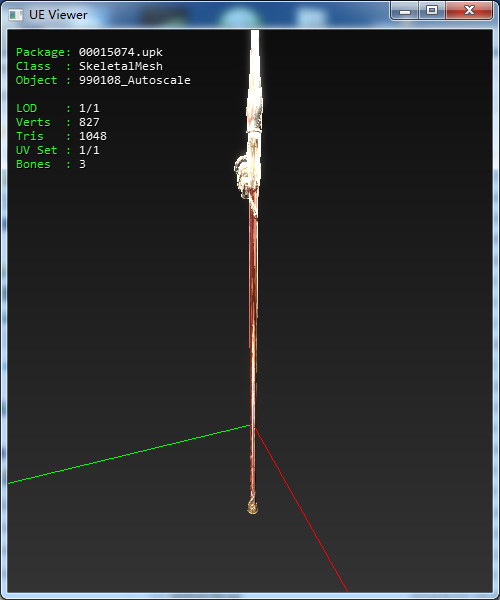 UE Viewer
Package: 00015074.upk
Class : SkeletalMesh
Object : 990108_Autoscale
LOD : 1/1
Verts : 827
Tris : 1048
UV Set : 1/1
Bones : 3